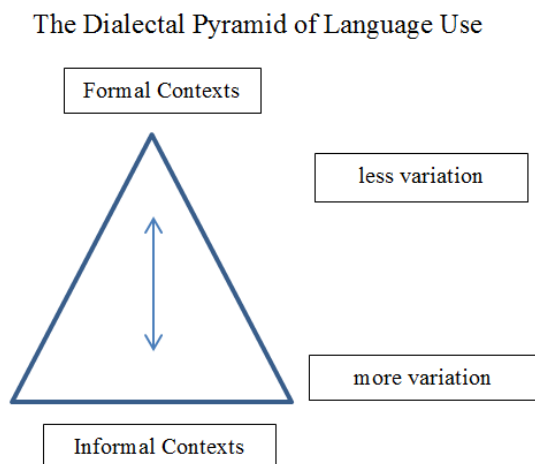 The Dialectal Pyramid of Language Use
Formal Contexts
less variation
more variation
Informal Contexts